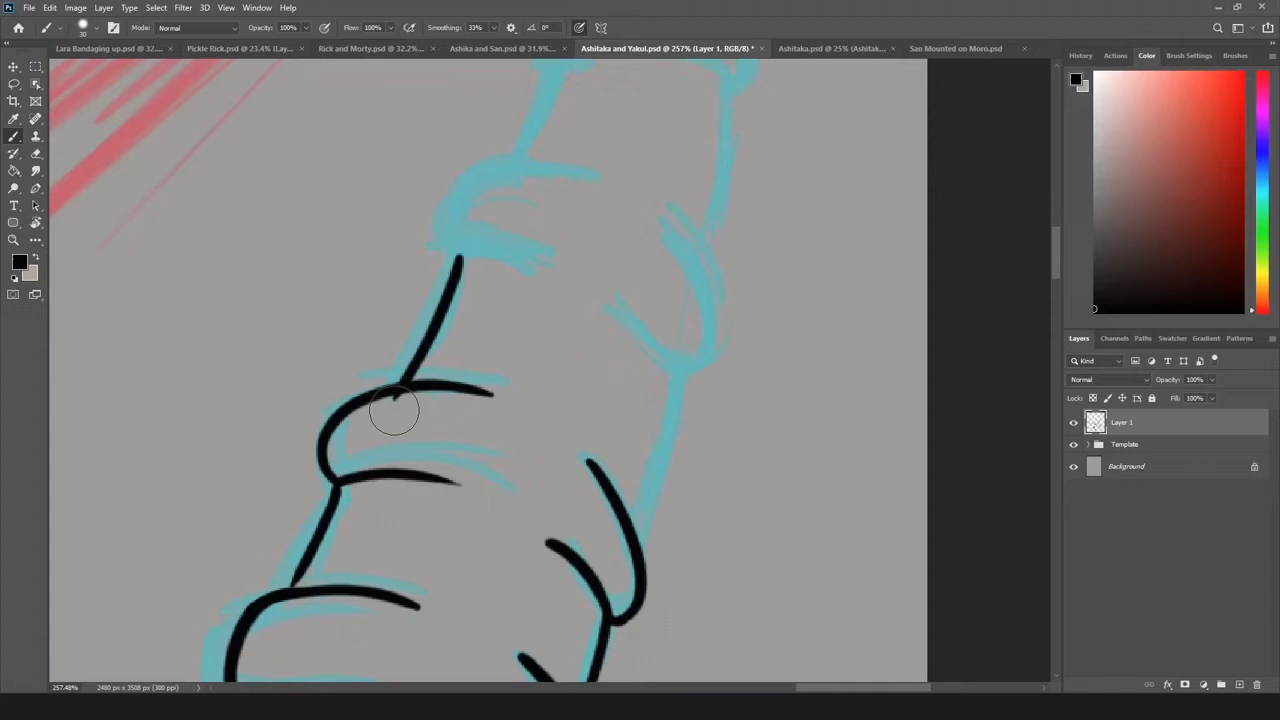 File Edit Image Layer Type Select Filter 3D View Window Help
30 Mode: Normal Opacity: 100% Flow: 100% Smoothing: 33% 0°
Lara Bandaging up.psd @ 32.... × Pickle Rick.psd @ 23.4% (Lay... × Rick and Morty.psd @ 32.2%... × Ashika and San.psd @ 31.9%... × Ashitaka and Yakul.psd @ 257% (Layer 1, RGB/8) * × Ashitaka.psd @ 25% (Ashitak... × San Mounted on Moro.psd ×
History Actions Color Brush Settings Brushes
Layers Channels Paths Swatches Gradient Patterns
Kind
Normal Opacity: 100%
Lock: Fill: 100%
Layer 1
Template
Background
257.48% 2480 px x 3508 px (300 ppi)